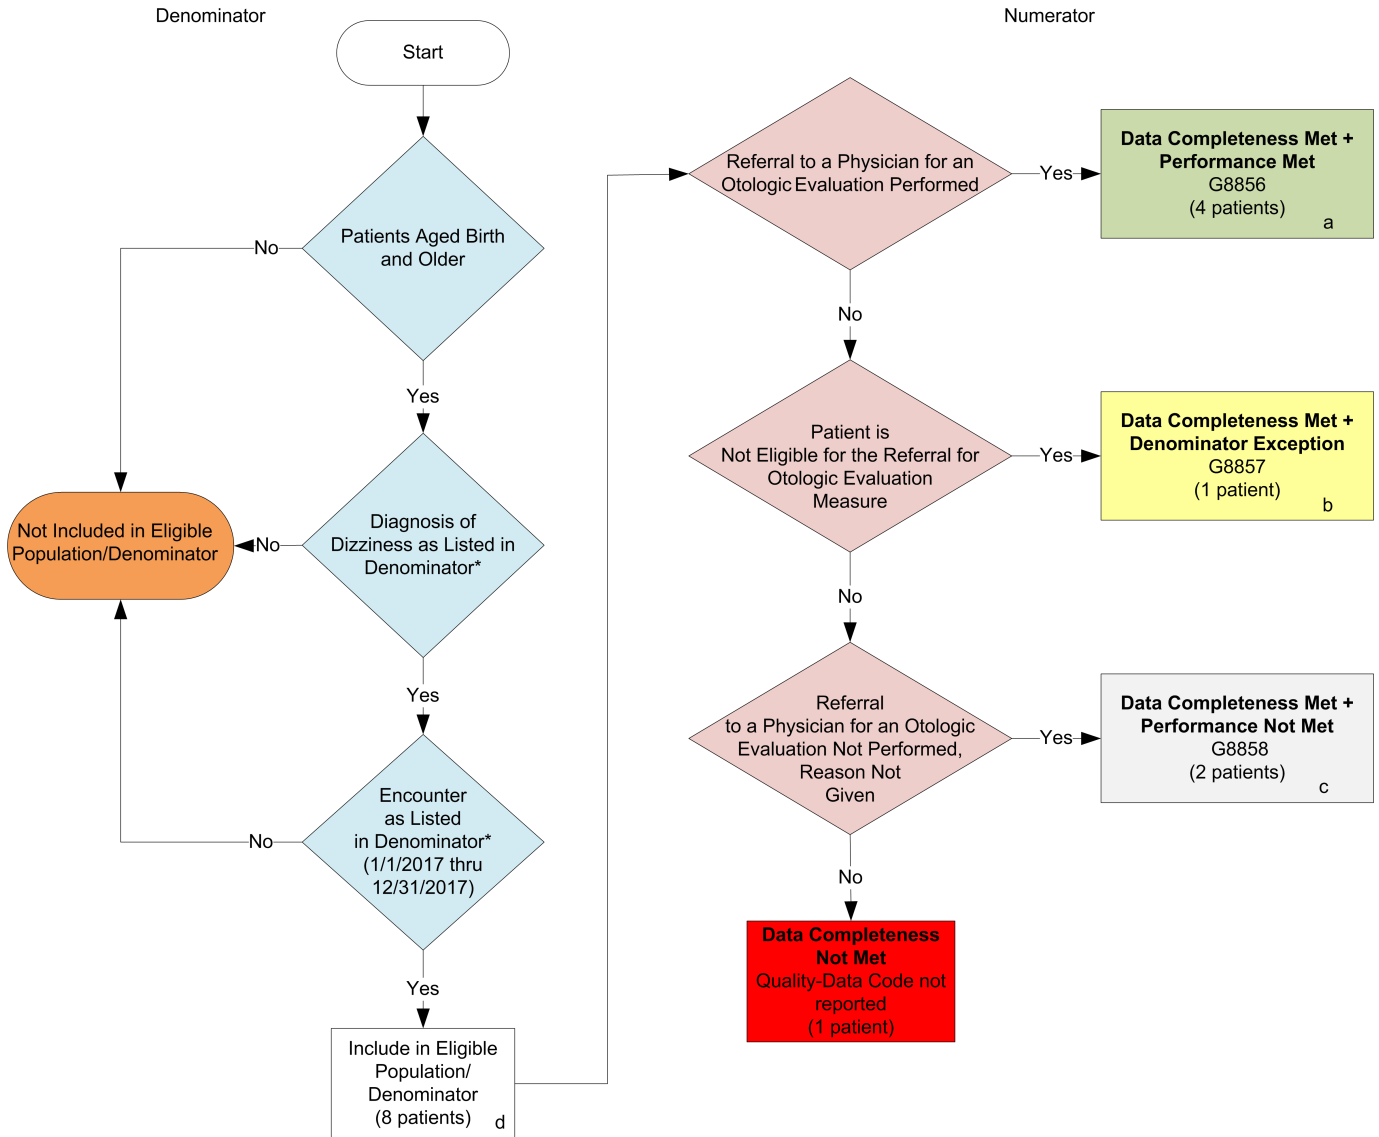 Denominator
Start
Patients Aged Birth
and Older
No
Yes
Diagnosis of
Dizziness as Listed in
Denominator*
No
Not Included in Eligible
Population/Denominator
Yes
Encounter
as Listed
in Denominator*
(1/1/2017 thru
12/31/2017)
No
Yes
Include in Eligible
Population/
Denominator
(8 patients)
d
Numerator
Referral to a Physician for an
Otologic Evaluation Performed
Yes
Data Completeness Met +
Performance Met
G8856
(4 patients)
a
No
Patient is
Not Eligible for the Referral for
Otologic Evaluation
Measure
Yes
Data Completeness Met +
Denominator Exception
G8857
(1 patient)
b
No
Referral
to a Physician for an Otologic
Evaluation Not Performed,
Reason Not
Given
Yes
Data Completeness Met +
Performance Not Met
G8858
(2 patients)
c
No
Data Completeness
Not Met
Quality-Data Code not
reported
(1 patient)